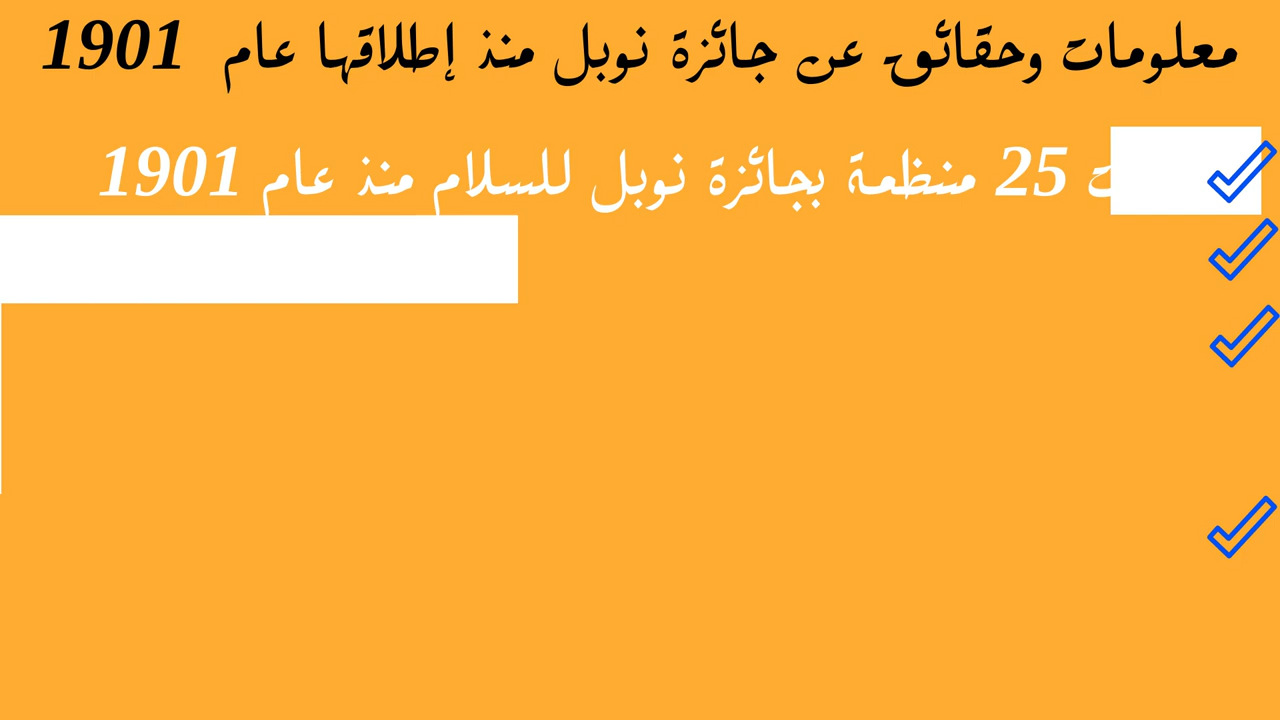 معلومات وحقائق عن جائزة نوبل منذ إطلاقها عام 1901
25 منظمة بجائزة نوبل للسلام منذ عام 1901